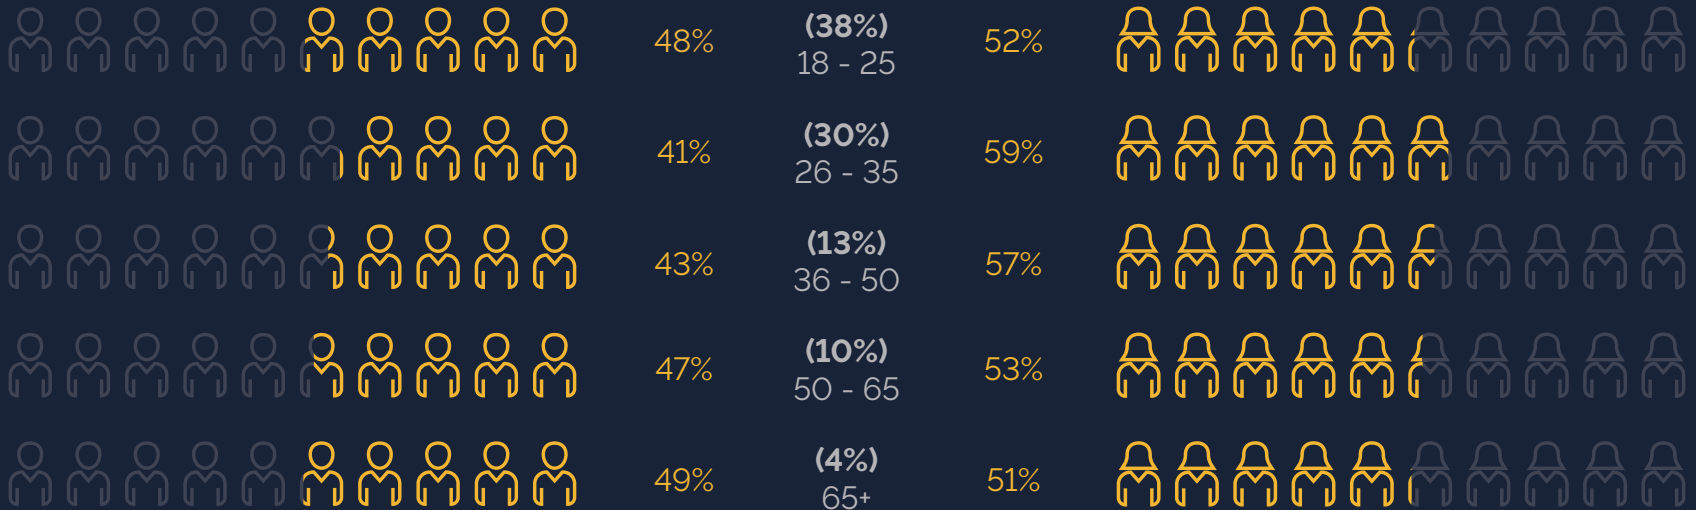 48% (38%) 52%
18 - 25
41% (30%) 59%
26 - 35
43% (13%) 57%
36 - 50
47% (10%) 53%
50 - 65
49% (4%) 51%
65+